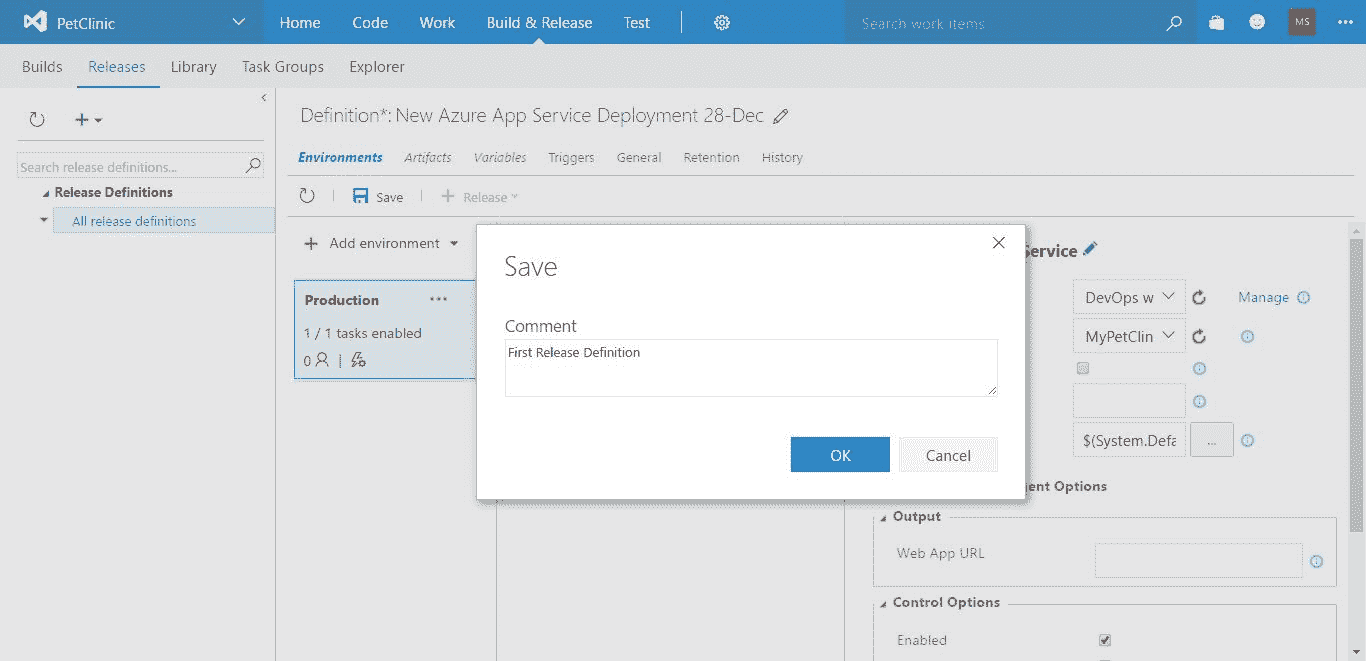 PetClinic Home Code Work Build & Release Test Search work items MS
Builds Releases Library Task Groups Explorer
Search release definitions...
Release Definitions
All release definitions
Definition*: New Azure App Service Deployment 28-Dec
Environments Artifacts Variables Triggers General Retention History
Save Release
Add environment
Production ...
1 / 1 tasks enabled
0 |
Save
Comment
First Release Definition
OK Cancel
Service
DevOps w Manage
MyPetClin
$(System.Defa ...
Options
Output
Web App URL
Control Options
Enabled